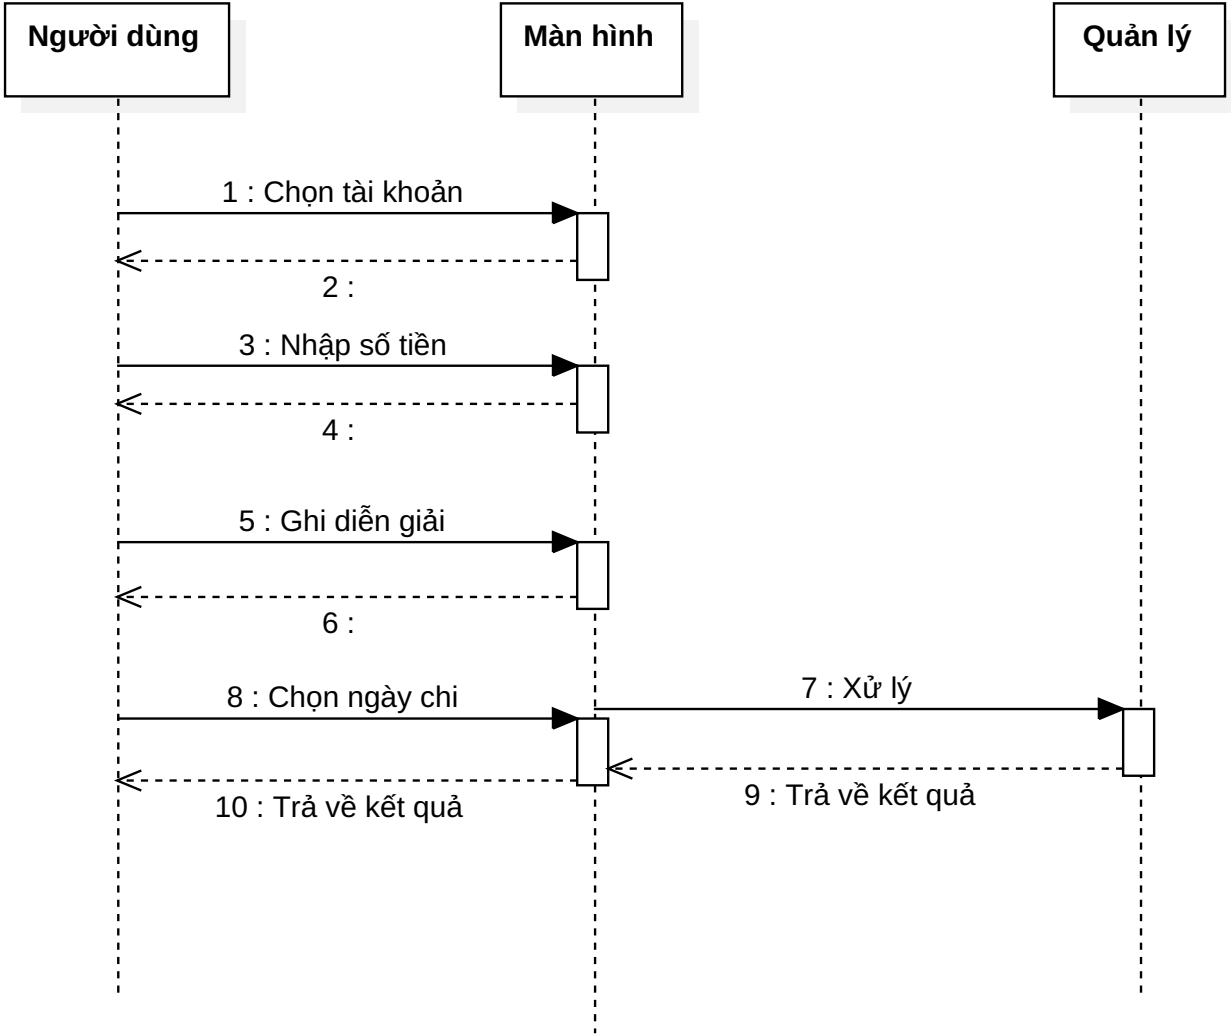 Người dùng
Màn hình
Quản lý
1 : Chọn tài khoản
2 :
3 : Nhập số tiền
4 :
5 : Ghi diễn giải
6 :
7 : Xử lý
8 : Chọn ngày chi
9 : Trả về kết quả
10 : Trả về kết quả